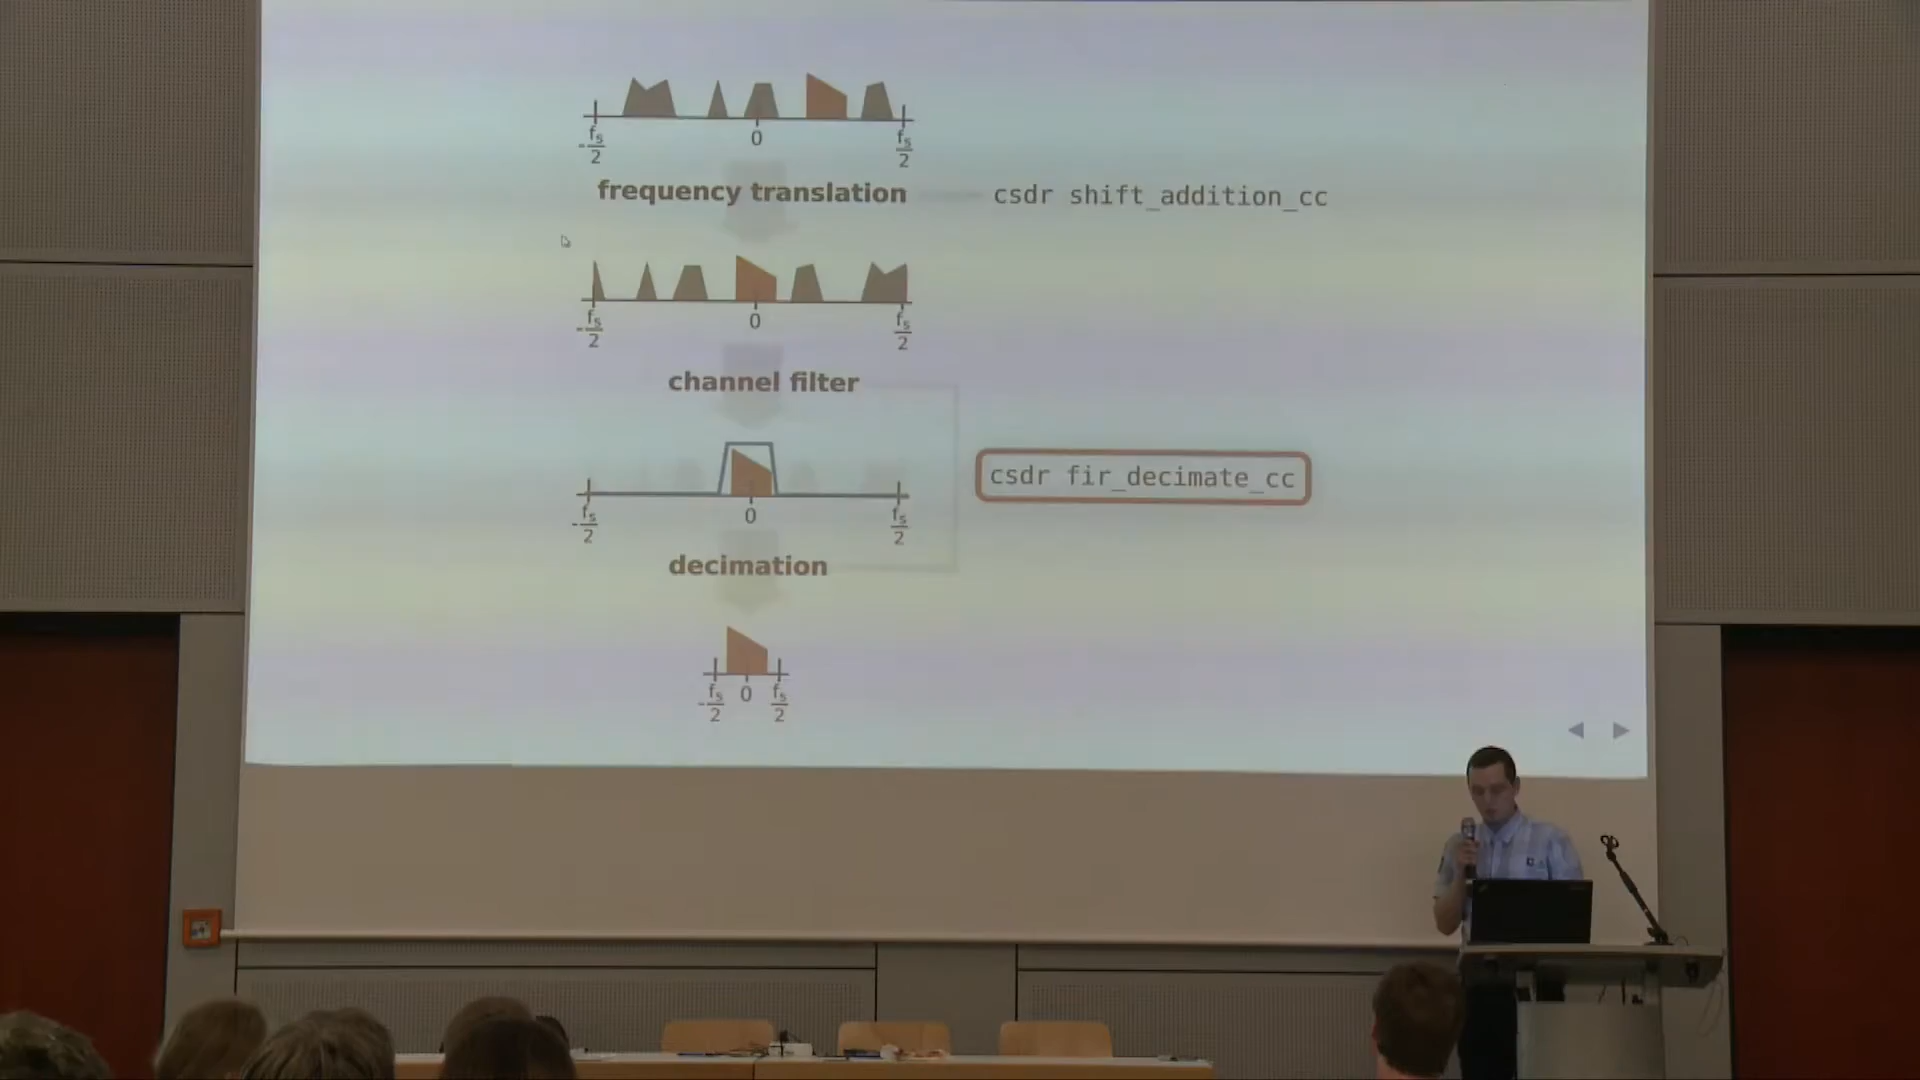 -fs/2 0 fs/2
frequency translation csdr shift_addition_cc
-fs/2 0 fs/2
channel filter
csdr fir_decimate_cc
-fs/2 0 fs/2
decimation
-fs/2 0 fs/2